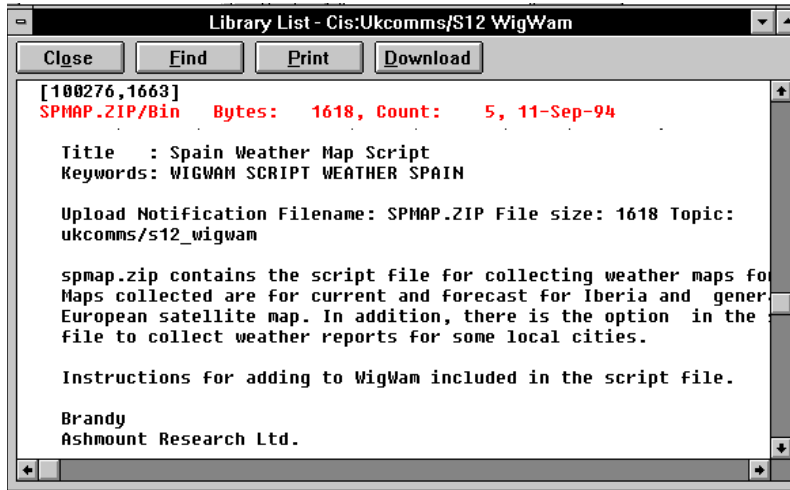 Library List - Cis:Ukcomms/S12 WigWam
Close Find Print Download
[100276,1663]
SPMAP.ZIP/Bin Bytes: 1618, Count: 5, 11-Sep-94
Title : Spain Weather Map Script
Keywords: WIGWAM SCRIPT WEATHER SPAIN
Upload Notification Filename: SPMAP.ZIP File size: 1618 Topic:
ukcomms/s12_wigwam
spmap.zip contains the script file for collecting weather maps
Maps collected are for current and forecast for Iberia and
European satellite map. In addition, there is the option in the
file to collect weather reports for some local cities.
Instructions for adding to WigWam included in the script file.
Brandy
Ashmount Research Ltd.